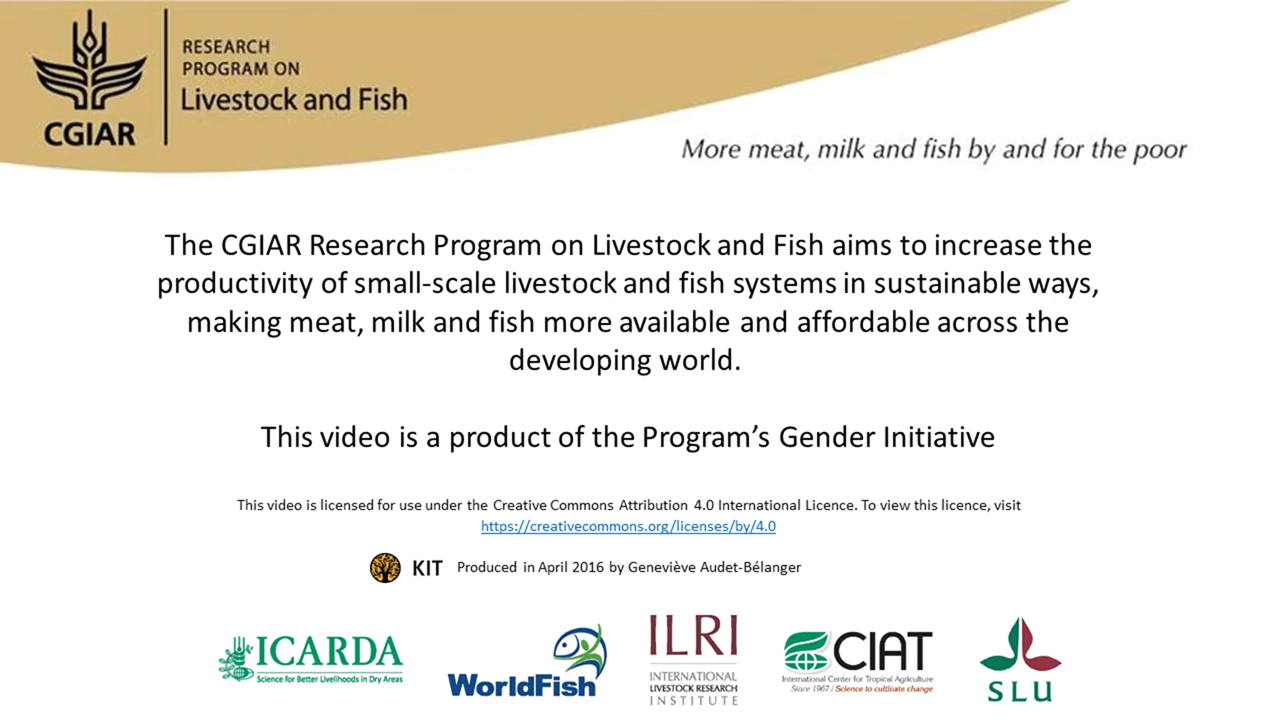 RESEARCH
PROGRAM ON
Livestock and Fish
CGIAR
More meat, milk and fish by and for the poor
The CGIAR Research Program on Livestock and Fish aims to increase the
productivity of small-scale livestock and fish systems in sustainable ways,
making meat, milk and fish more available and affordable across the
developing world.
This video is a product of the Program’s Gender Initiative
This video is licensed for use under the Creative Commons Attribution 4.0 International Licence. To view this licence, visit
https://creativecommons.org/licenses/by/4.0
KIT Produced in April 2016 by Geneviève Audet-Bélanger
ICARDA
Science for Better Livelihoods in Dry Areas
WorldFish
ILRI
INTERNATIONAL
LIVESTOCK RESEARCH
INSTITUTE
CIAT
International Center for Tropical Agriculture
Since 1967 / Science to cultivate change
SLU